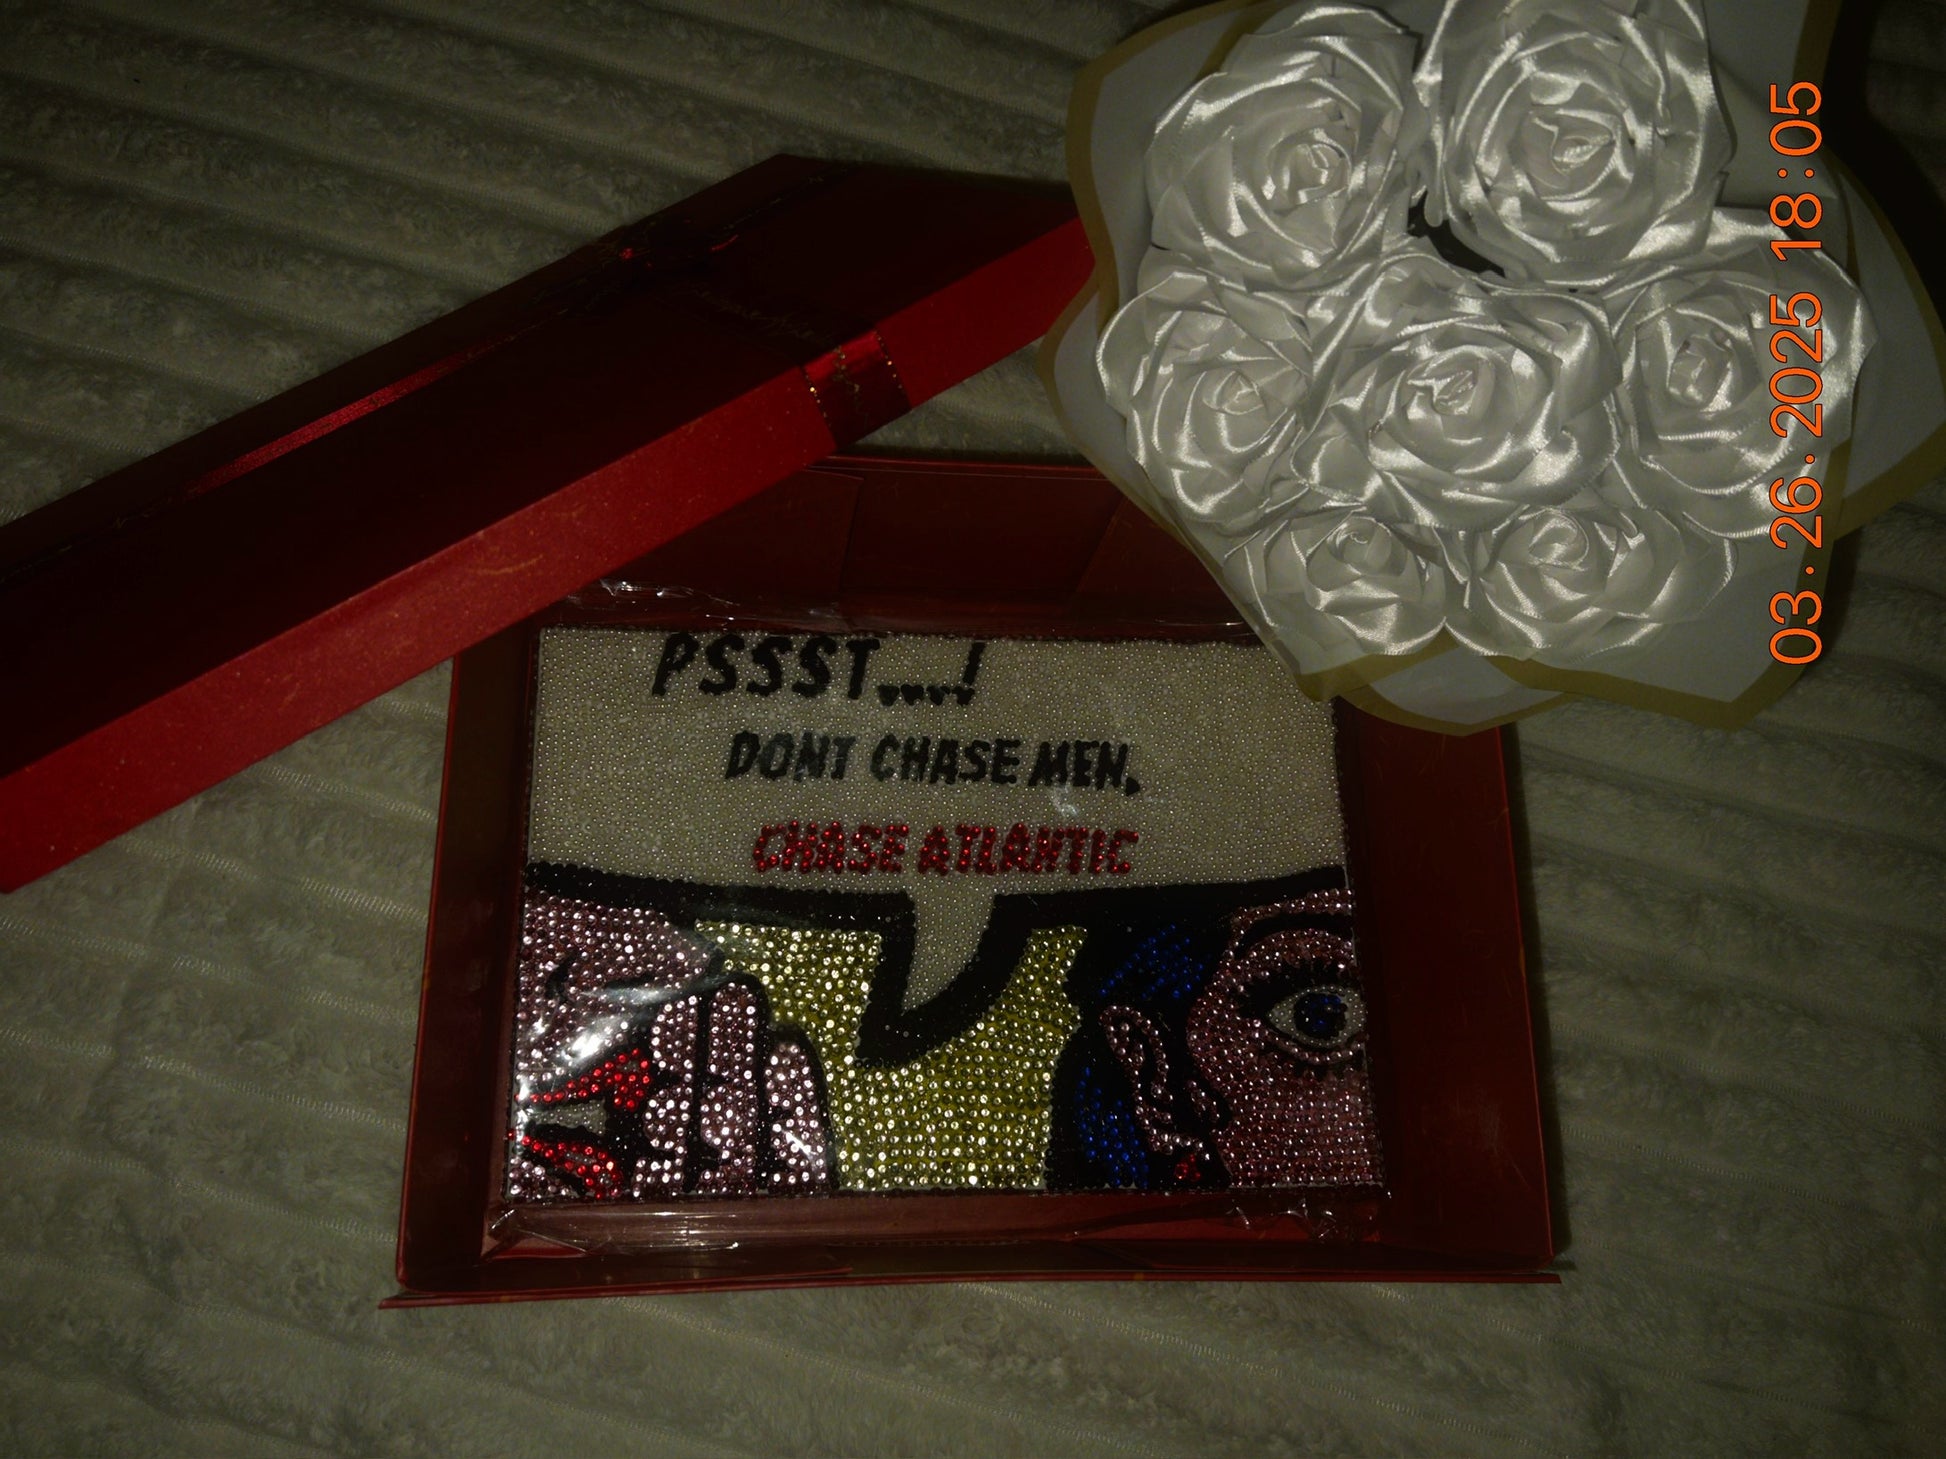 PSSST....!
DONT CHASE MEN,
CHASE ATLANTIC
03.26.2025 18:05